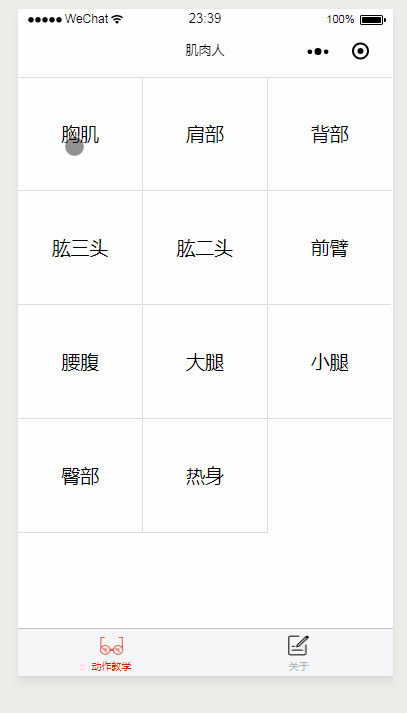 ●●●●● WeChat 23:39 100%
肌肉人
胸肌 肩部 背部
肱三头 肱二头 前臂
腰腹 大腿 小腿
臀部 热身
动作教学 关于